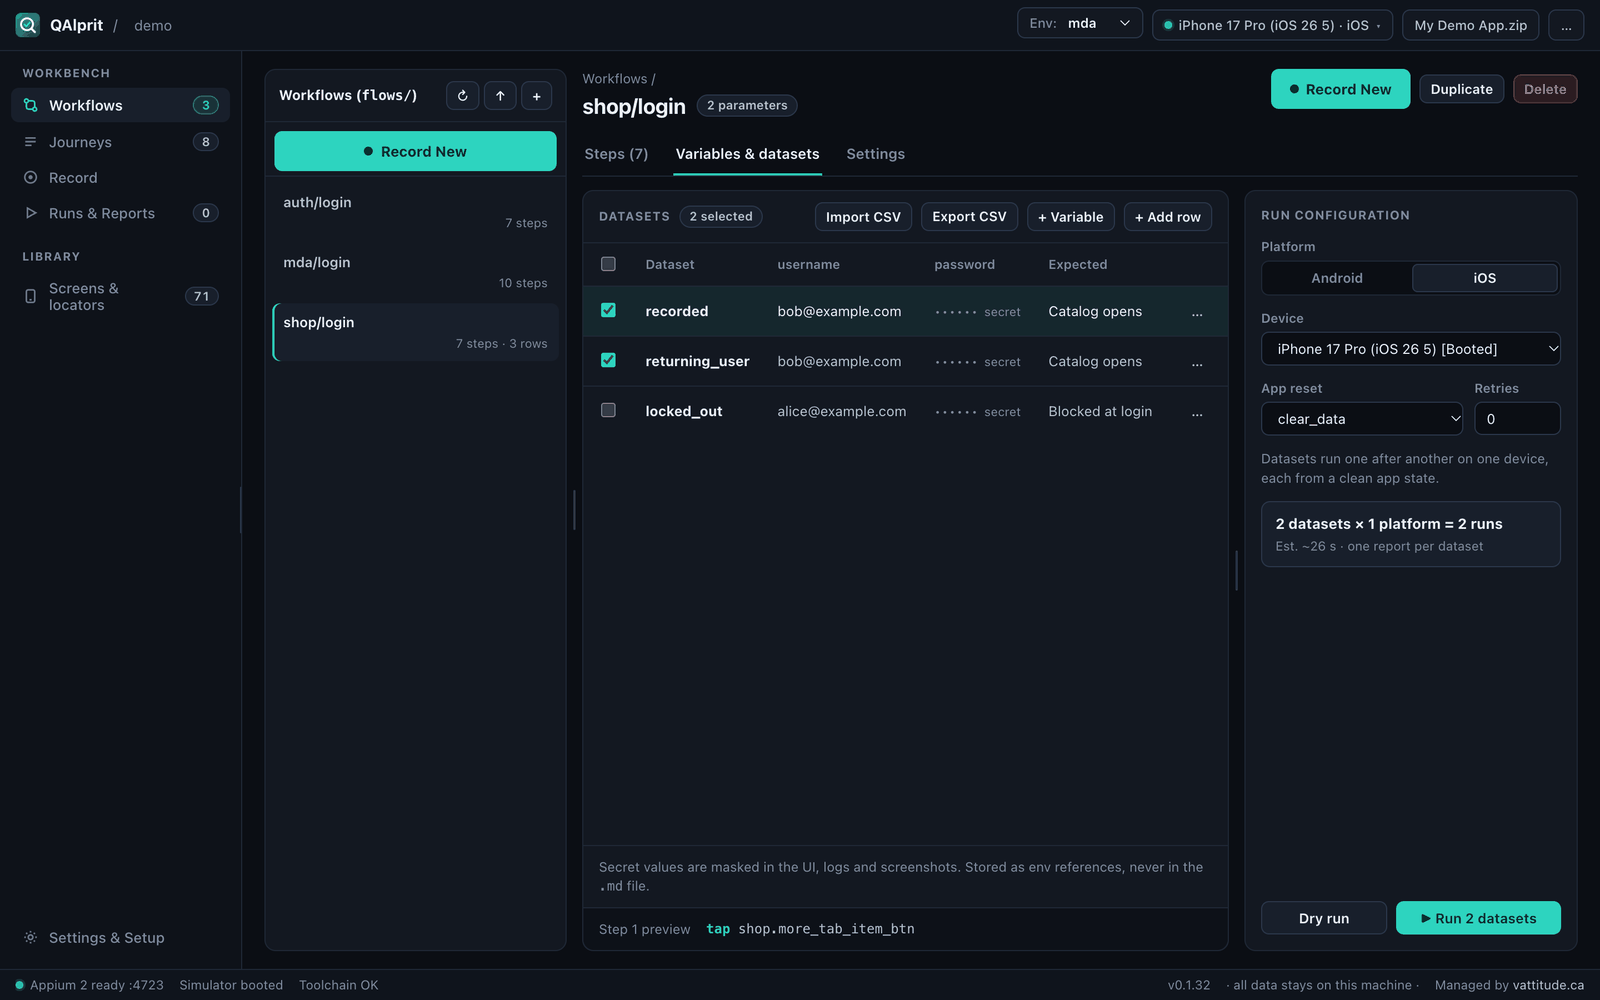 QAlprit / demo
Env: mda
iPhone 17 Pro (iOS 26 5) · iOS
My Demo App.zip
...
WORKBENCH
Workflows 3
Journeys 8
Record
Runs & Reports 0
LIBRARY
Screens & locators 71
Settings & Setup
Workflows (flows/)
Record New
auth/login
7 steps
mda/login
10 steps
shop/login
7 steps · 3 rows
Workflows /
shop/login 2 parameters
Record New
Duplicate
Delete
Steps (7)
Variables & datasets
Settings
DATASETS 2 selected
Import CSV
Export CSV
+ Variable
+ Add row
Dataset username password Expected
recorded bob@example.com •••••• secret Catalog opens ...
returning_user bob@example.com •••••• secret Catalog opens ...
locked_out alice@example.com •••••• secret Blocked at login ...
Secret values are masked in the UI, logs and screenshots. Stored as env references, never in the
.md file.
Step 1 preview tap shop.more_tab_item_btn
RUN CONFIGURATION
Platform
Android iOS
Device
iPhone 17 Pro (iOS 26 5) [Booted]
App reset Retries
clear_data 0
Datasets run one after another on one device,
each from a clean app state.
2 datasets × 1 platform = 2 runs
Est. ~26 s · one report per dataset
Dry run
Run 2 datasets
Appium 2 ready :4723 Simulator booted Toolchain OK
v0.1.32 · all data stays on this machine · Managed by vattitude.ca